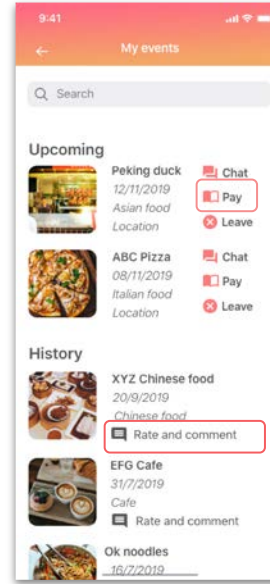 9:41
My events
Search
Upcoming
Peking duck
Chat
12/11/2019
Pay
Asian food
Leave
Location
ABC Pizza
Chat
08/11/2019
Pay
Italian food
Leave
Location
History
XYZ Chinese food
20/9/2019
Chinese food
Rate and comment
EFG Cafe
31/7/2019
Cafe
Rate and comment
Ok noodles
16/7/2019